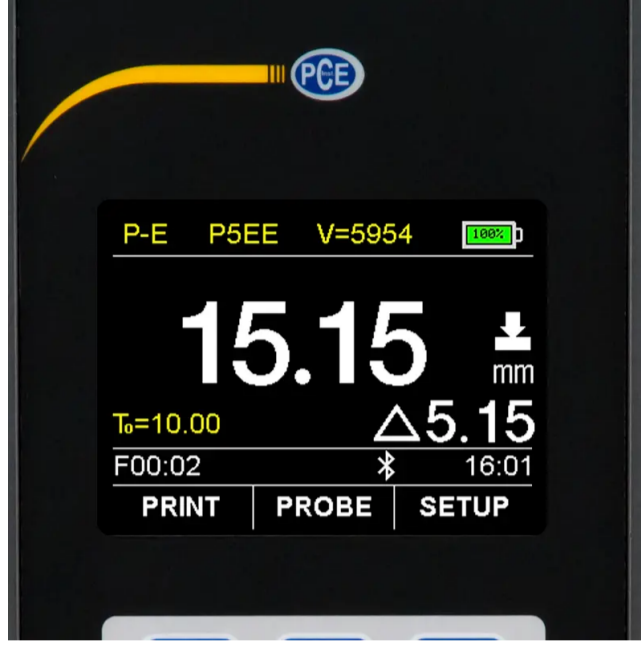 PCE
P-E P5EE V=5954 100%
15.15
mm
T₀=10.00 △5.15
F00:02 16:01
PRINT PROBE SETUP